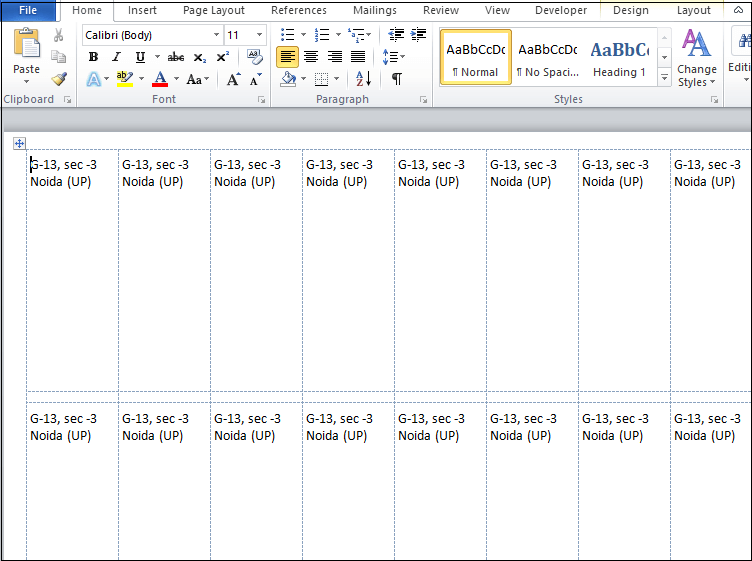 File Home Insert Page Layout References Mailings Review View Developer Design Layout
Calibri (Body) 11
Paste
B I U abc x₂ x² A
A ab A Aa A A
AaBbCcDc AaBbCcDc AaBbCc
¶ Normal ¶ No Spaci... Heading 1
Change Styles
Editi
Clipboard Font Paragraph Styles
G-13, sec -3 G-13, sec -3 G-13, sec -3 G-13, sec -3 G-13, sec -3 G-13, sec -3 G-13, sec -3 G-13, sec -3
Noida (UP) Noida (UP) Noida (UP) Noida (UP) Noida (UP) Noida (UP) Noida (UP) Noida (UP)
G-13, sec -3 G-13, sec -3 G-13, sec -3 G-13, sec -3 G-13, sec -3 G-13, sec -3 G-13, sec -3 G-13, sec -3
Noida (UP) Noida (UP) Noida (UP) Noida (UP) Noida (UP) Noida (UP) Noida (UP) Noida (UP)